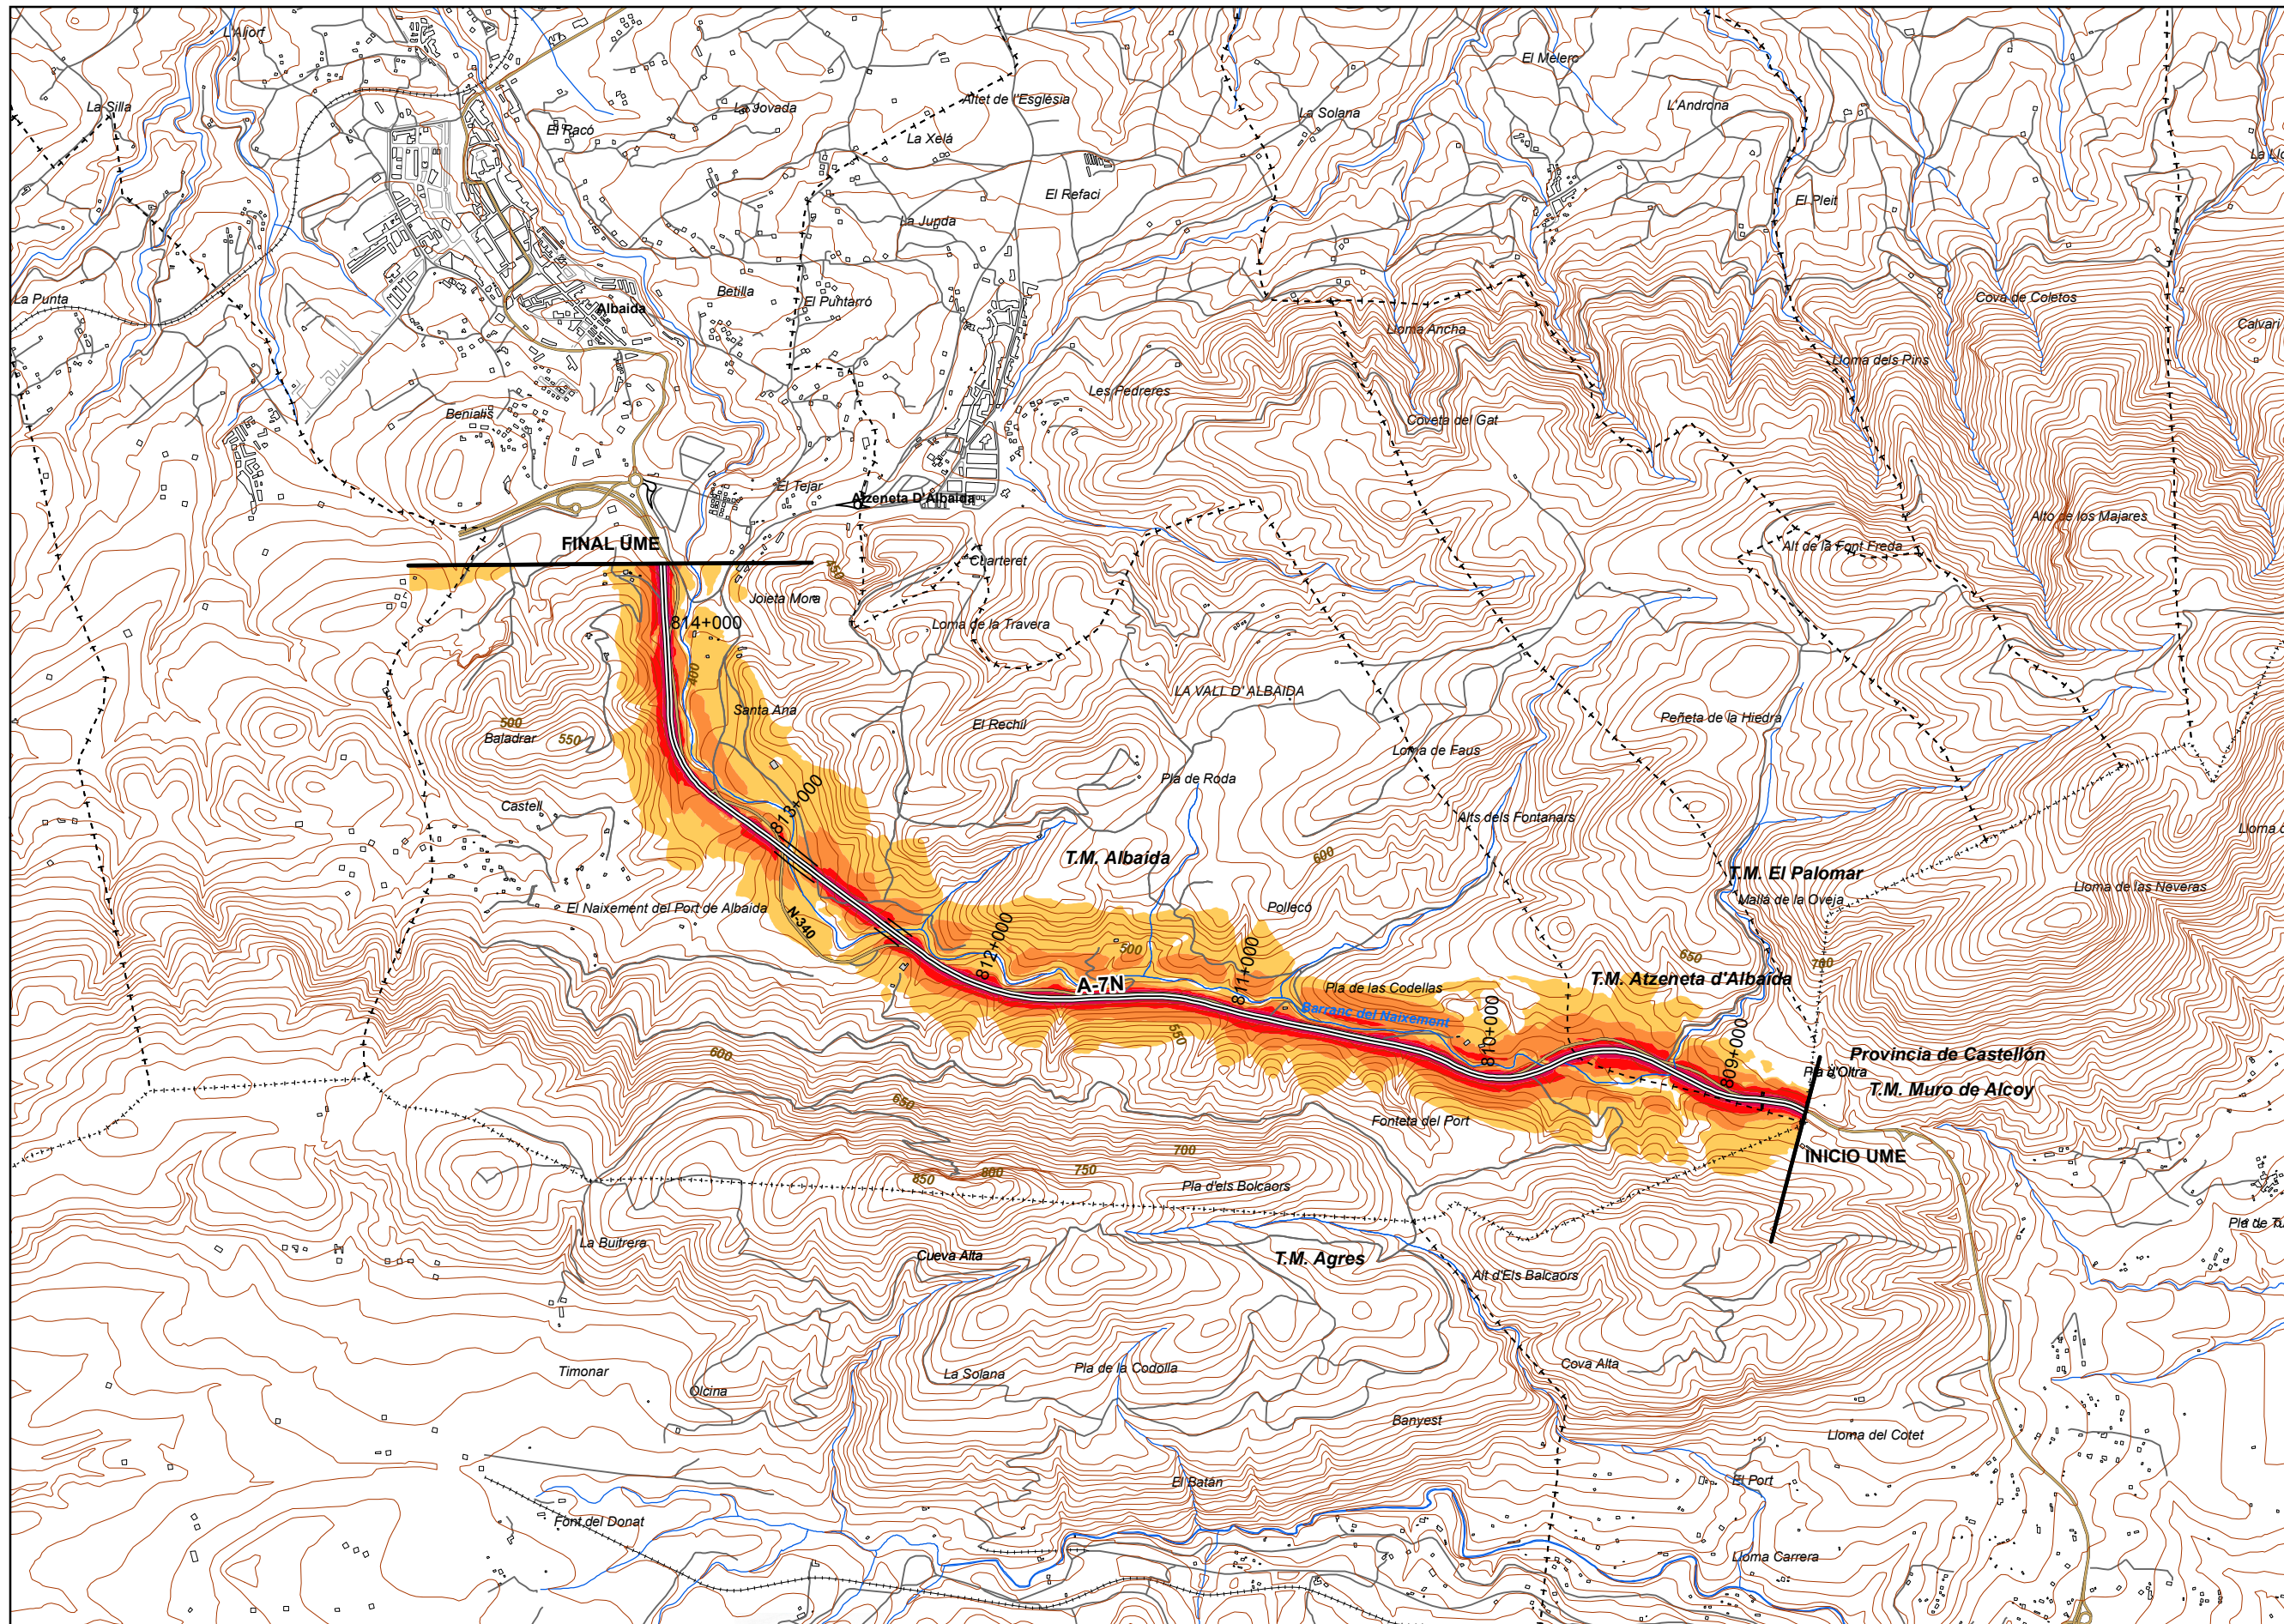 L'Aljorf
El Melero
La Silla
La Jovada
Altet de l'Església
La Solana
L'Androna
El Racó
La Xelá
El Refaci
El Pleit
La Junda
La Punta
Betilla
El Puntarró
Albaida
Cova de Coletos
Calvari
Lloma Ancha
Lloma dels Pins
Les Pedreres
Benialis
Coveta del Gat
El Tejar
Atzeneta D'Albaida
Alto de los Majares
FINAL UME
Alt de la Font Freda
Cuarteret
450
Joieta Mora
814+000
Loma de la Travera
400
LA VALL D' ALBAIDA
Santa Ana
500
El Rechil
Peñeta de la Hiedra
Baladrar
550
Loma de Faus
Pla de Roda
Castell
813+000
Alts dels Fontanars
T.M. Albaida
600
T.M. El Palomar
Lloma de las Neveras
Mallà de la Oveja
El Naixement del Port de Albaida
Pollecó
N-340
812+000
500
811+000
650
700
T.M. Atzeneta d'Albaida
A-7N
Pla de las Codellas
Barranc del Naixement
810+000
550
600
809+000
Provincia de Castellón
Pla d'Oltra
T.M. Muro de Alcoy
650
Fonteta del Port
700
INICIO UME
850
800
750
Pla d'els Bolcaors
La Buitrera
Cueva Alta
T.M. Agres
Alt d'Els Balcaors
Timonar
La Solana
Pla de la Codolla
Cova Alta
Olcina
Banyest
Lloma del Cotet
El Batán
El Port
Font del Donat
Lloma Carrera